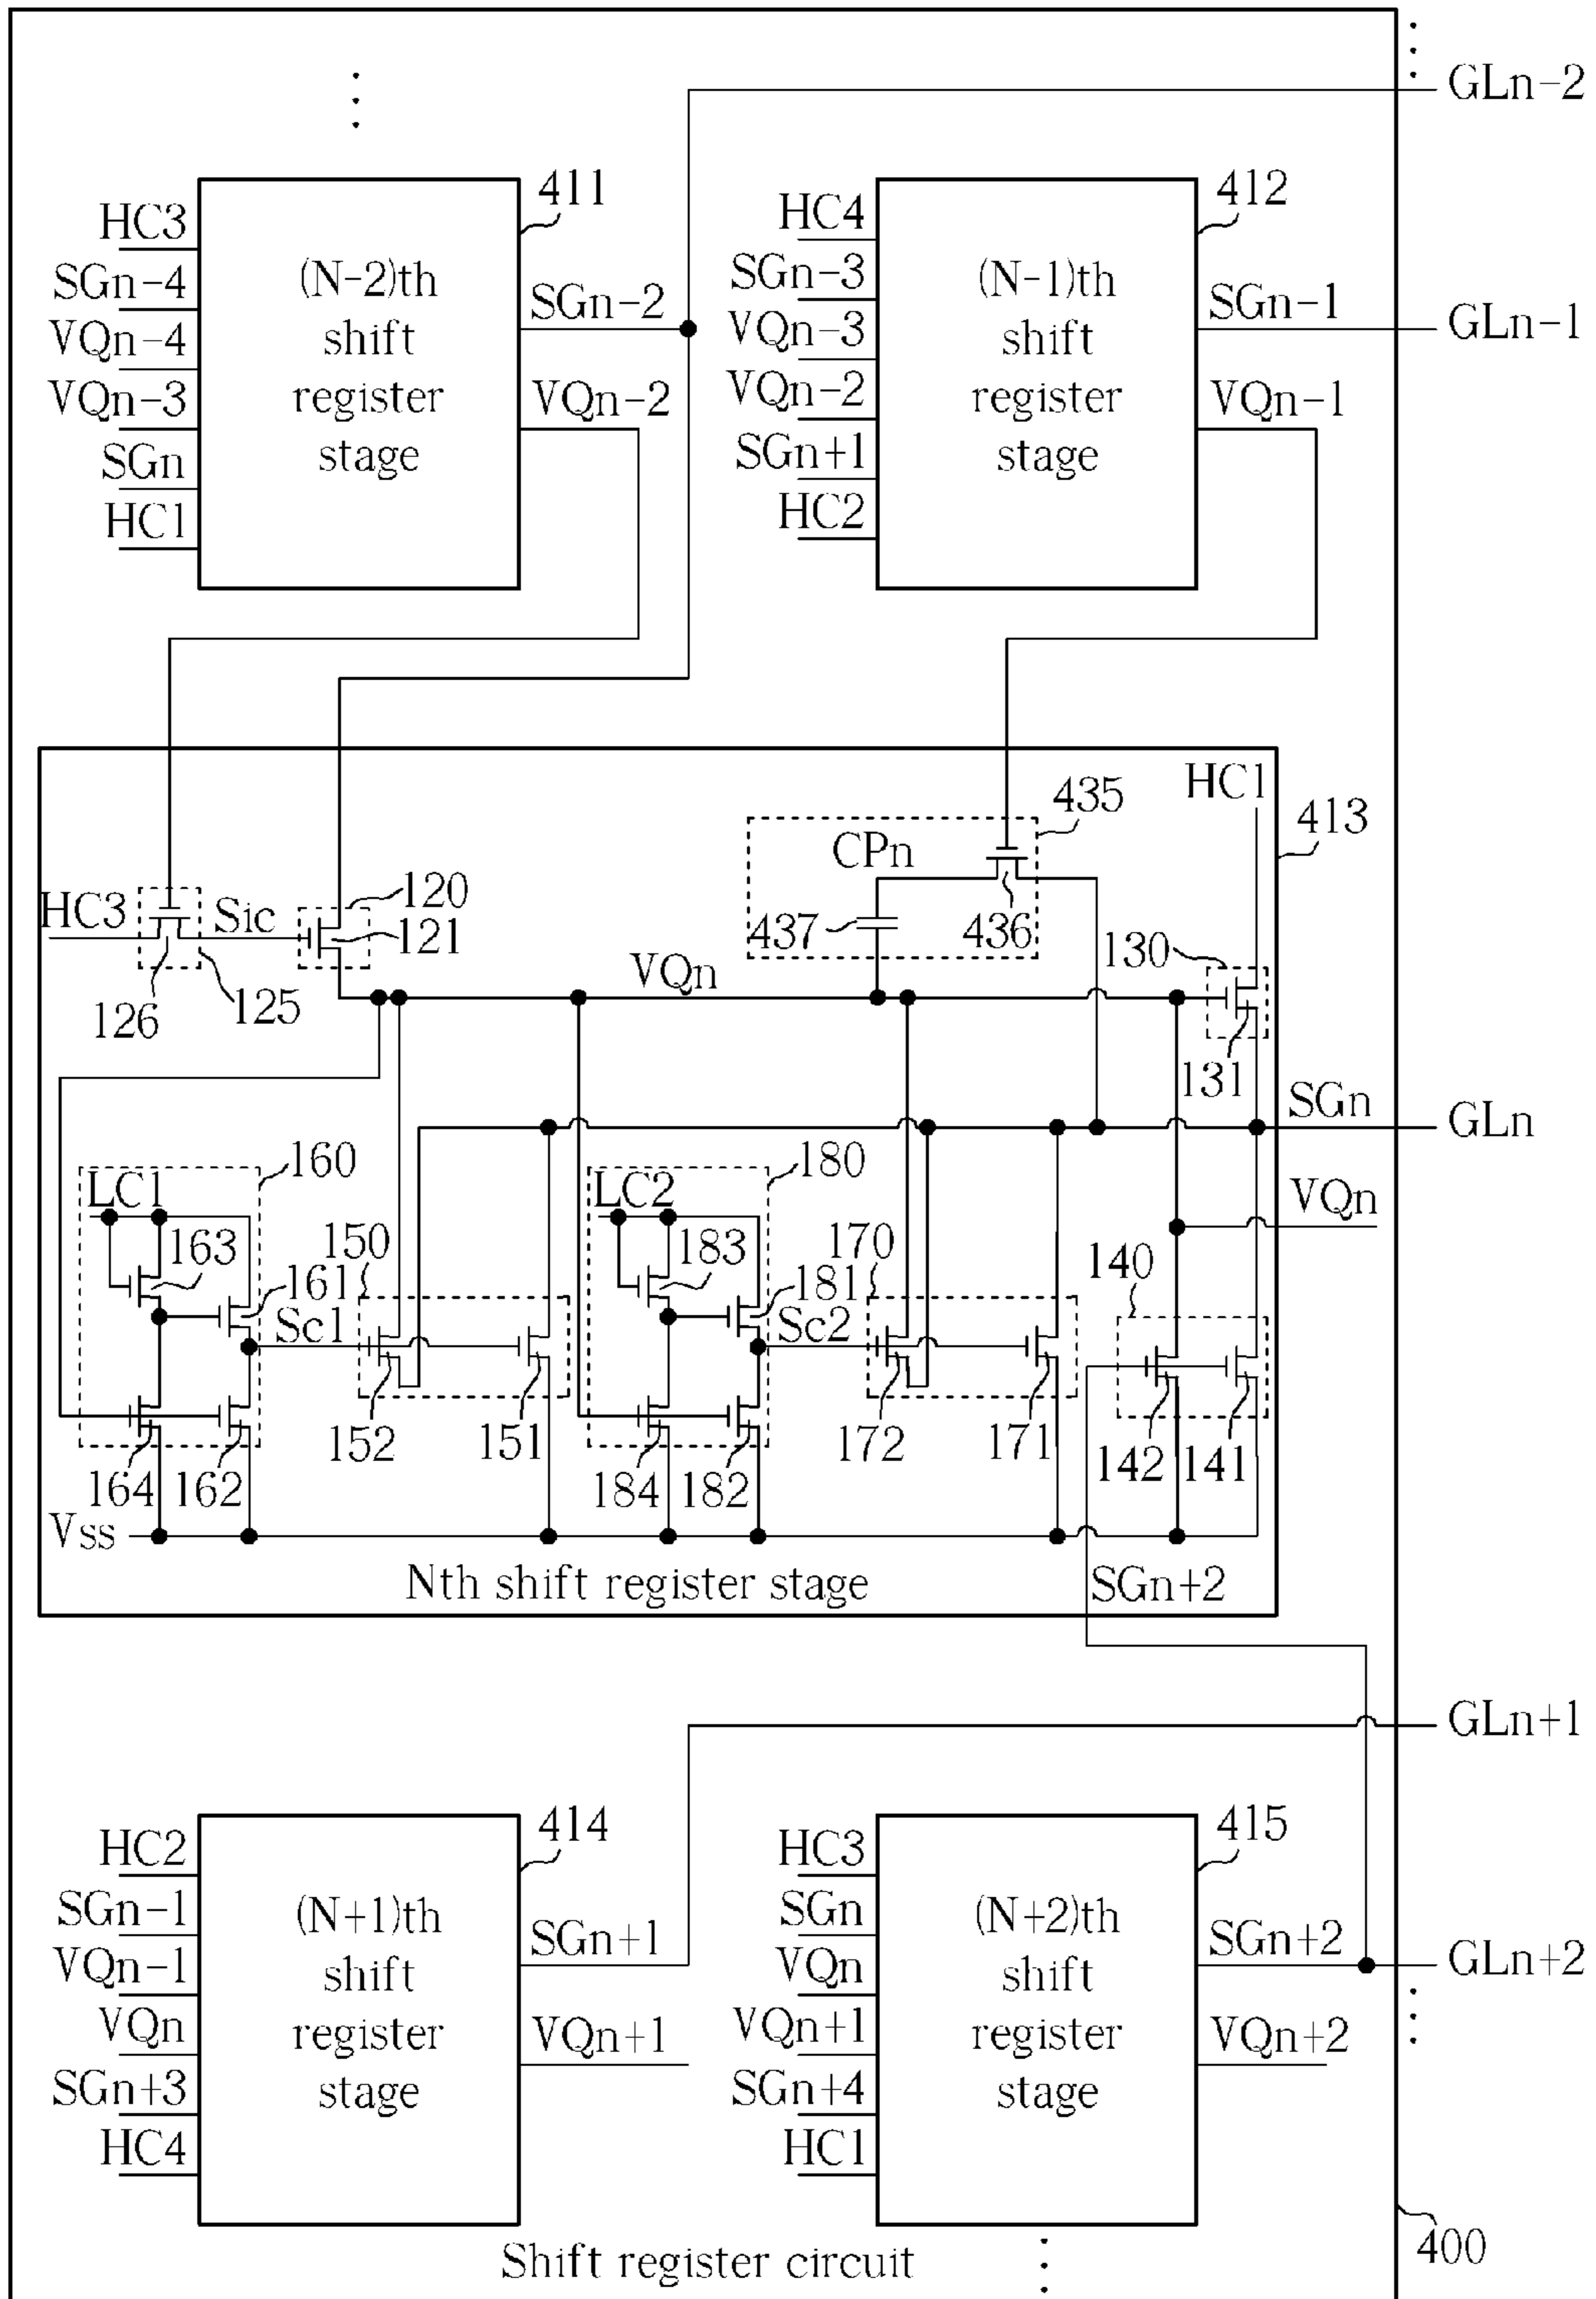 GLn-2
411
HC3
SGn-4
VQn-4
VQn-3
SGn
HC1
(N-2)th
shift
register
stage
SGn-2
VQn-2
412
HC4
SGn-3
VQn-3
VQn-2
SGn+1
HC2
(N-1)th
shift
register
stage
SGn-1
VQn-1
GLn-1
HC1
413
435
CPn
437
436
HC3
Sic
120
121
126
125
VQn
130
131
SGn
GLn
VQn
160
LC1
163
161
Sc1
150
152
151
164
162
180
LC2
183
181
Sc2
170
172
171
184
182
140
142
141
Vss
Nth shift register stage
SGn+2
GLn+1
414
HC2
SGn-1
VQn-1
VQn
SGn+3
HC4
(N+1)th
shift
register
stage
SGn+1
VQn+1
415
HC3
SGn
VQn
VQn+1
SGn+4
HC1
(N+2)th
shift
register
stage
SGn+2
VQn+2
GLn+2
Shift register circuit
400